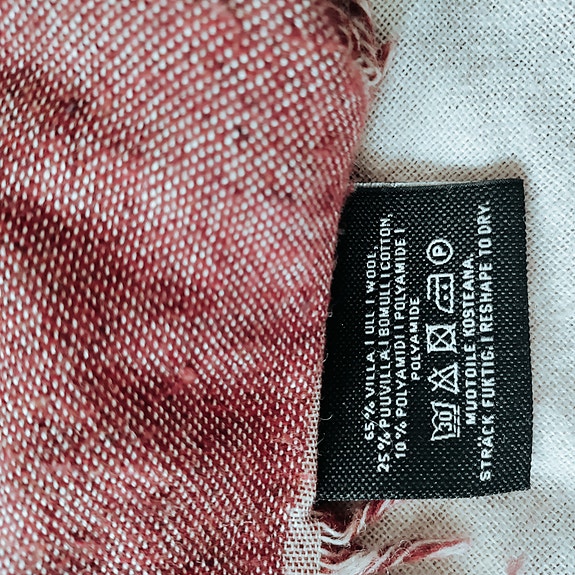 65 % VILLA | ULL | WOOL,
25 % PUUVILLA | BOMULL | COTTON,
10 % POLYAMIDI | POLYAMIDE |
POLYAMIDE
30 P
MUOTOILE KOSTEANA.
STRÄCK FUKTIG. | RESHAPE TO DRY.